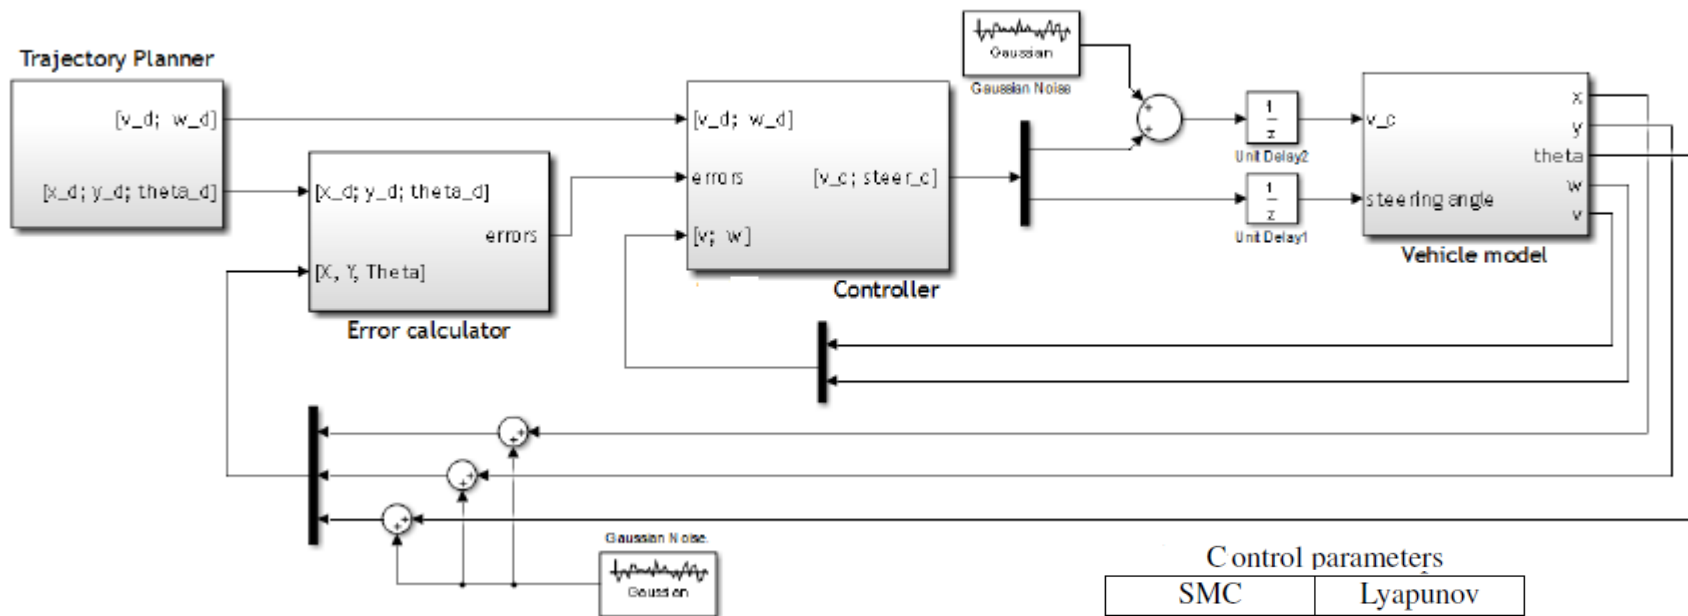 Trajectory Planner
[v_d; w_d]
[x_d; y_d; theta_d]
[x_d; y_d; theta_d]
errors
[X, Y, Theta]
Error calculator
[v_d; w_d]
errors
[v_c; steer_c]
[v; w]
Controller
Gaussian
Gaussian Noise
+
+
1
z
Unit Delay2
1
z
Unit Delay1
v_c
steering angle
x
y
theta
w
v
Vehicle model
+
+
+
+
+
+
Gaussian Noise
Gaussian
Control parameters
SMC Lyapunov